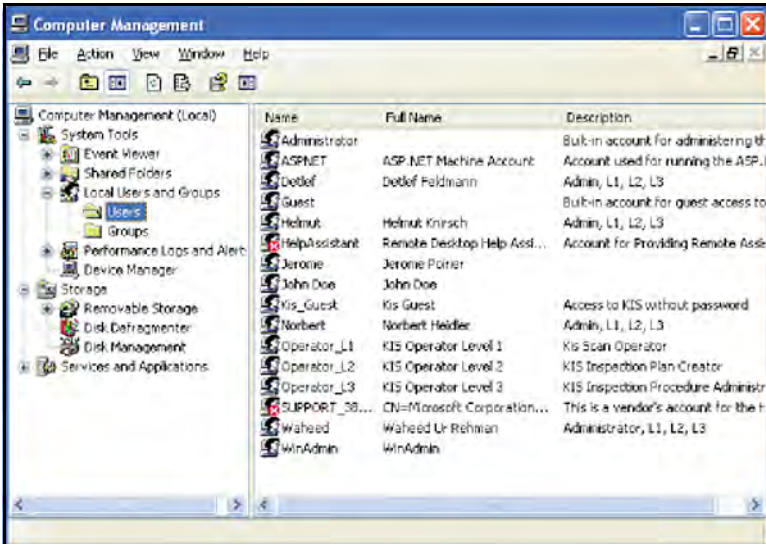 Computer Management
File Action View Window Help
Computer Management (Local)
System Tools
Event Viewer
Shared Folders
Local Users and Groups
Users
Groups
Performance Logs and Alert
Device Manager
Storage
Removable Storage
Disk Defragmenter
Disk Management
Services and Applications
Name Full Name Description
Administrator Built-in account for administering th
ASPNET ASP.NET Machine Account Account used for running the ASP.
Detlef Detlef Feldmann Admin, L1, L2, L3
Guest Built-in account for guest access to
Helmut Helmut Knirsch Admin, L1, L2, L3
HelpAssistant Remote Desktop Help Assi... Account for Providing Remote Assis
Jerome Jerome Poirier
John Doe John Doe
Kis_Guest Kis Guest Access to KIS without password
Norbert Norbert Heidler Admin, L1, L2, L3
Operator_L1 KIS Operator Level 1 Kis Scan Operator
Operator_L2 KIS Operator Level 2 KIS Inspection Plan Creator
Operator_L3 KIS Operator Level 3 KIS Inspection Procedure Administr
SUPPORT_38... CN=Microsoft Corporation... This is a vendor's account for the H
Waheed Waheed Ur Rehman Administrator, L1, L2, L3
WinAdmin WinAdmin